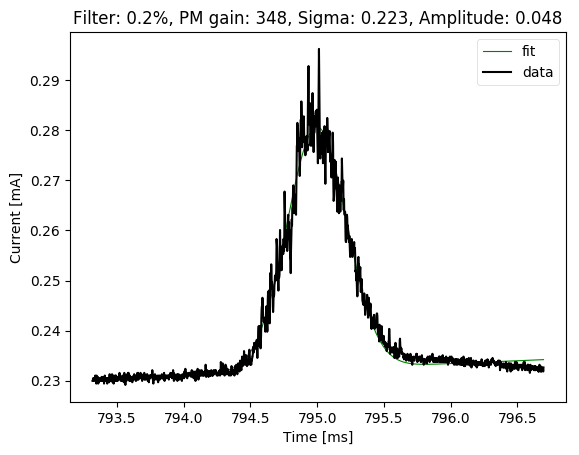 Filter: 0.2%, PM gain: 348, Sigma: 0.223, Amplitude: 0.048
fit
data
0.29
0.28
0.27
0.26
0.25
0.24
0.23
Current [mA]
793.5 794.0 794.5 795.0 795.5 796.0 796.5
Time [ms]